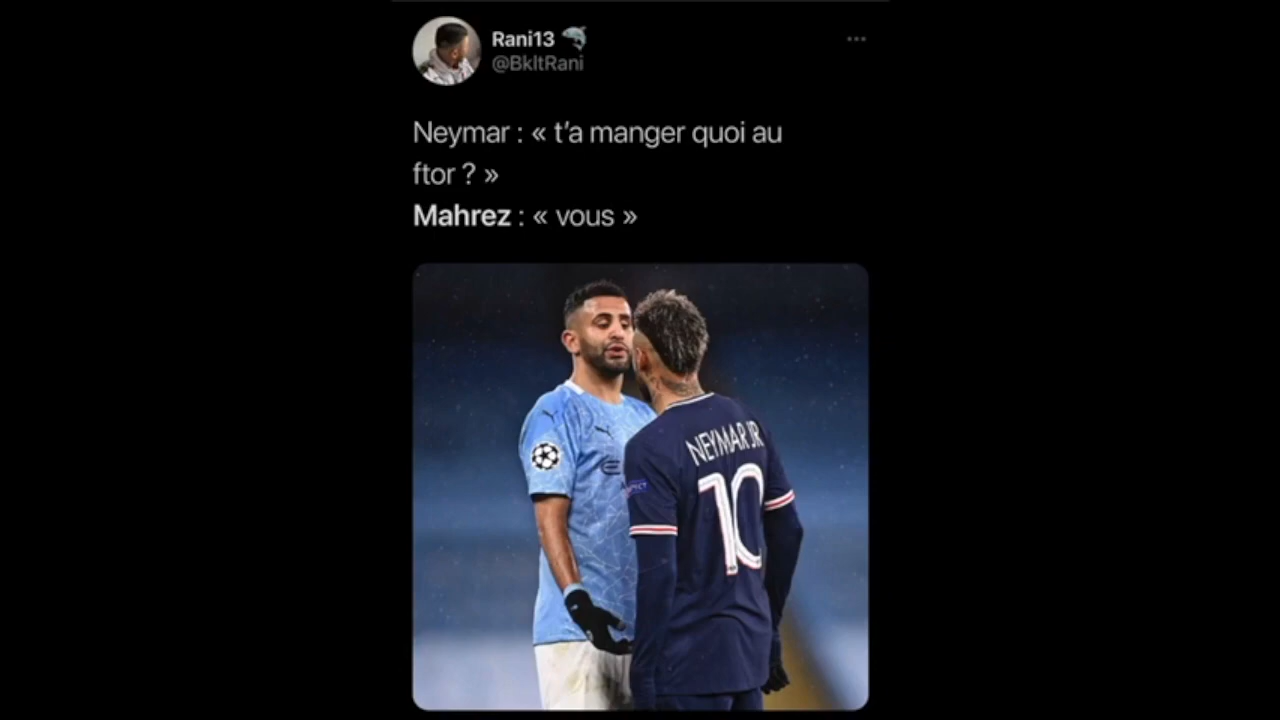 Rani13
@BkltRani
Neymar : « t’a manger quoi au
ftor ? »
Mahrez : « vous »
NEYMAR JR
10